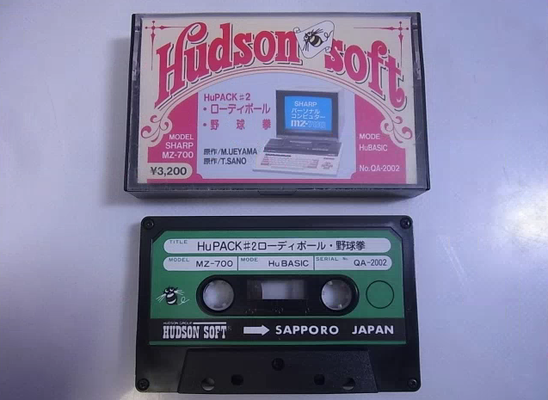 Hudson soft
HuPACK♯2
・ローディボール
・野球拳
原作/M.UEYAMA
原作/T.SANO
SHARP
パーソナル
コンピュター
mz-700
MODEL
SHARP
MZ-700
¥3,200
MODE
HuBASIC
No.QA-2002
TITLE
HuPACK♯2ローディボール・野球拳
MODEL
MZ-700
MODE
HuBASIC
SERIAL No.
QA-2002
HUDSON GROUP
HUDSON SOFT
SAPPORO JAPAN